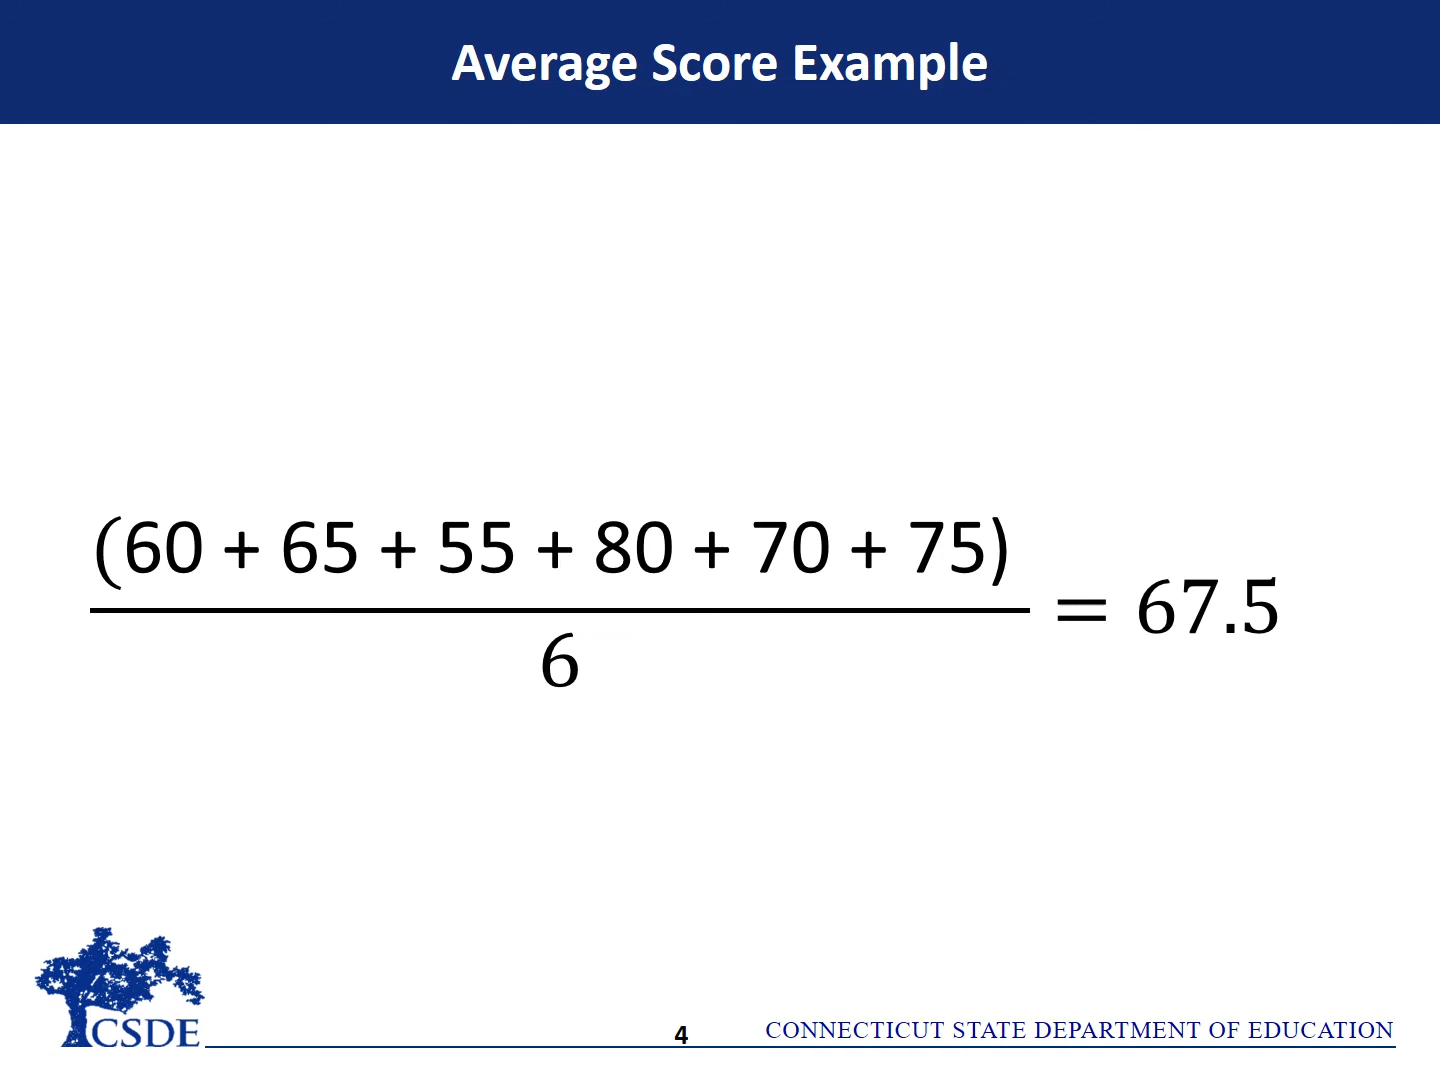 Average Score Example
(60 + 65 + 55 + 80 + 70 + 75)
6
= 67.5
CSDE
4
CONNECTICUT STATE DEPARTMENT OF EDUCATION